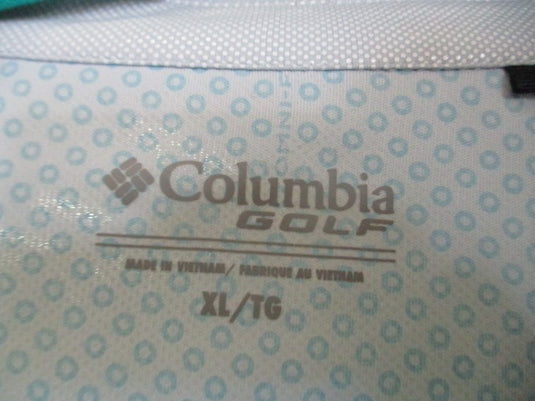 Columbia
GOLF
MADE IN VIETNAM/ FABRIQUE AU VIETNAM
XL/TG